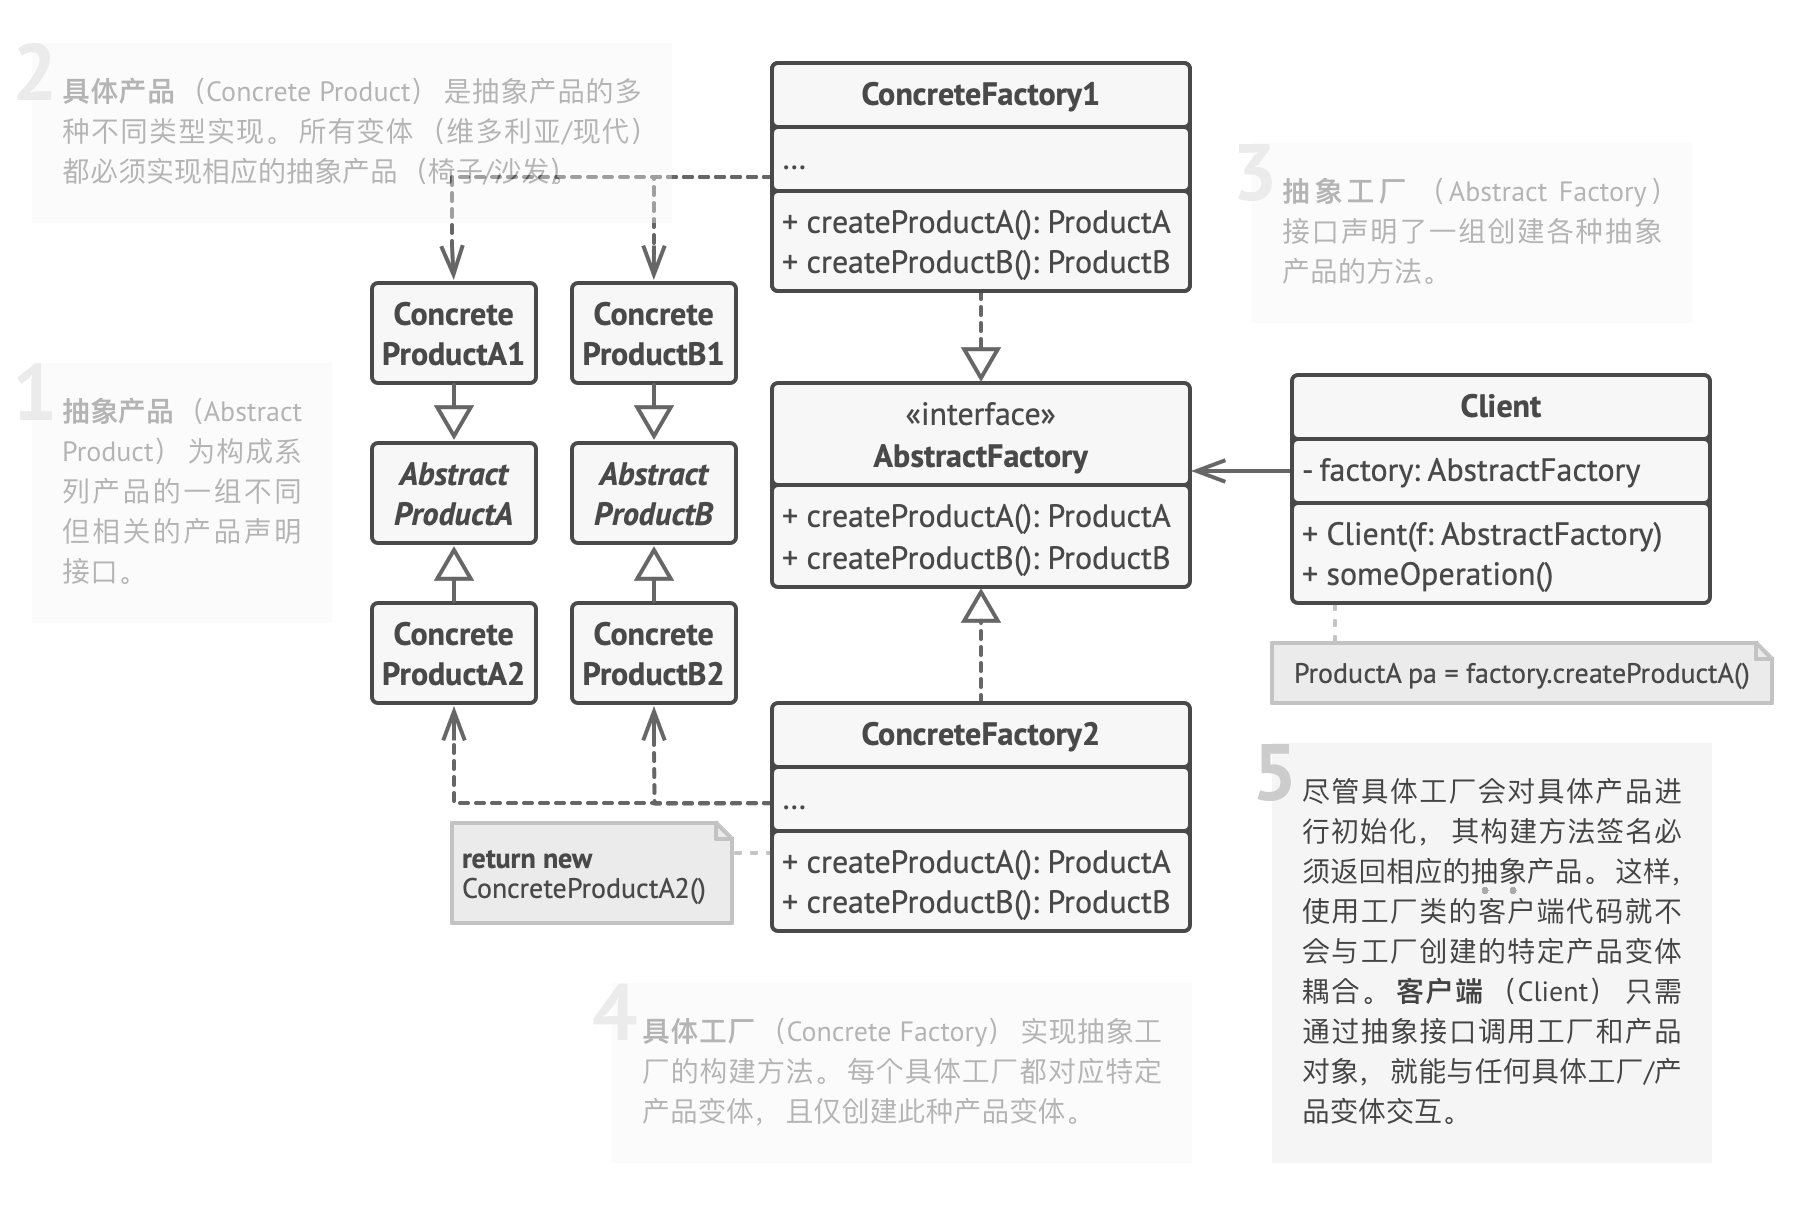 2
具体产品（Concrete Product） 是抽象产品的多
种不同类型实现。 所有变体 （维多利亚/现代）
都必须实现相应的抽象产品 （椅子/沙发）
1
抽象产品（Abstract
Product） 为构成系
列产品的一组不同
但相关的产品声明
接口。
ConcreteFactory1
...
+ createProductA(): ProductA
+ createProductB(): ProductB
3
抽象工厂 （Abstract Factory）
接口声明了一组创建各种抽象
产品的方法。
Concrete
ProductA1
Concrete
ProductB1
Abstract
ProductA
Abstract
ProductB
Concrete
ProductA2
Concrete
ProductB2
«interface»
AbstractFactory
+ createProductA(): ProductA
+ createProductB(): ProductB
Client
- factory: AbstractFactory
+ Client(f: AbstractFactory)
+ someOperation()
ProductA pa = factory.createProductA()
ConcreteFactory2
...
+ createProductA(): ProductA
+ createProductB(): ProductB
return new
ConcreteProductA2()
4
具体工厂 （Concrete Factory） 实现抽象工
厂的构建方法。 每个具体工厂都对应特定
产品变体， 且仅创建此种产品变体。
5
尽管具体工厂会对具体产品进
行初始化， 其构建方法签名必
须返回相应的抽象产品。 这样，
使用工厂类的客户端代码就不
会与工厂创建的特定产品变体
耦合。 客户端 （Client） 只需
通过抽象接口调用工厂和产品
对象， 就能与任何具体工厂/产
品变体交互。